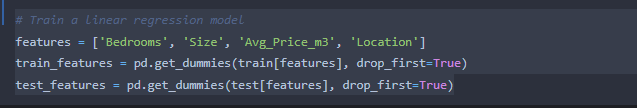 # Train a linear regression model
features = ['Bedrooms', 'Size', 'Avg_Price_m3', 'Location']
train_features = pd.get_dummies(train[features], drop_first=True)
test_features = pd.get_dummies(test[features], drop_first=True)